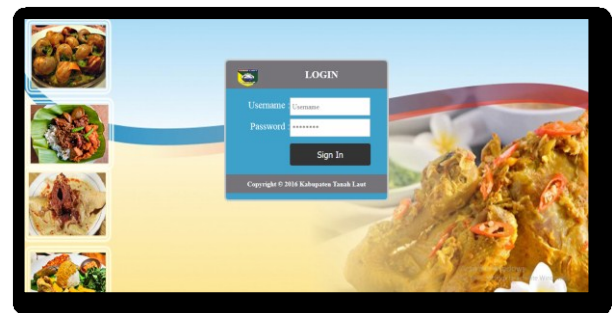 LOGIN
Username : Username
Password : ********
Sign In
Copyright © 2016 Kabupaten Tanah Laut